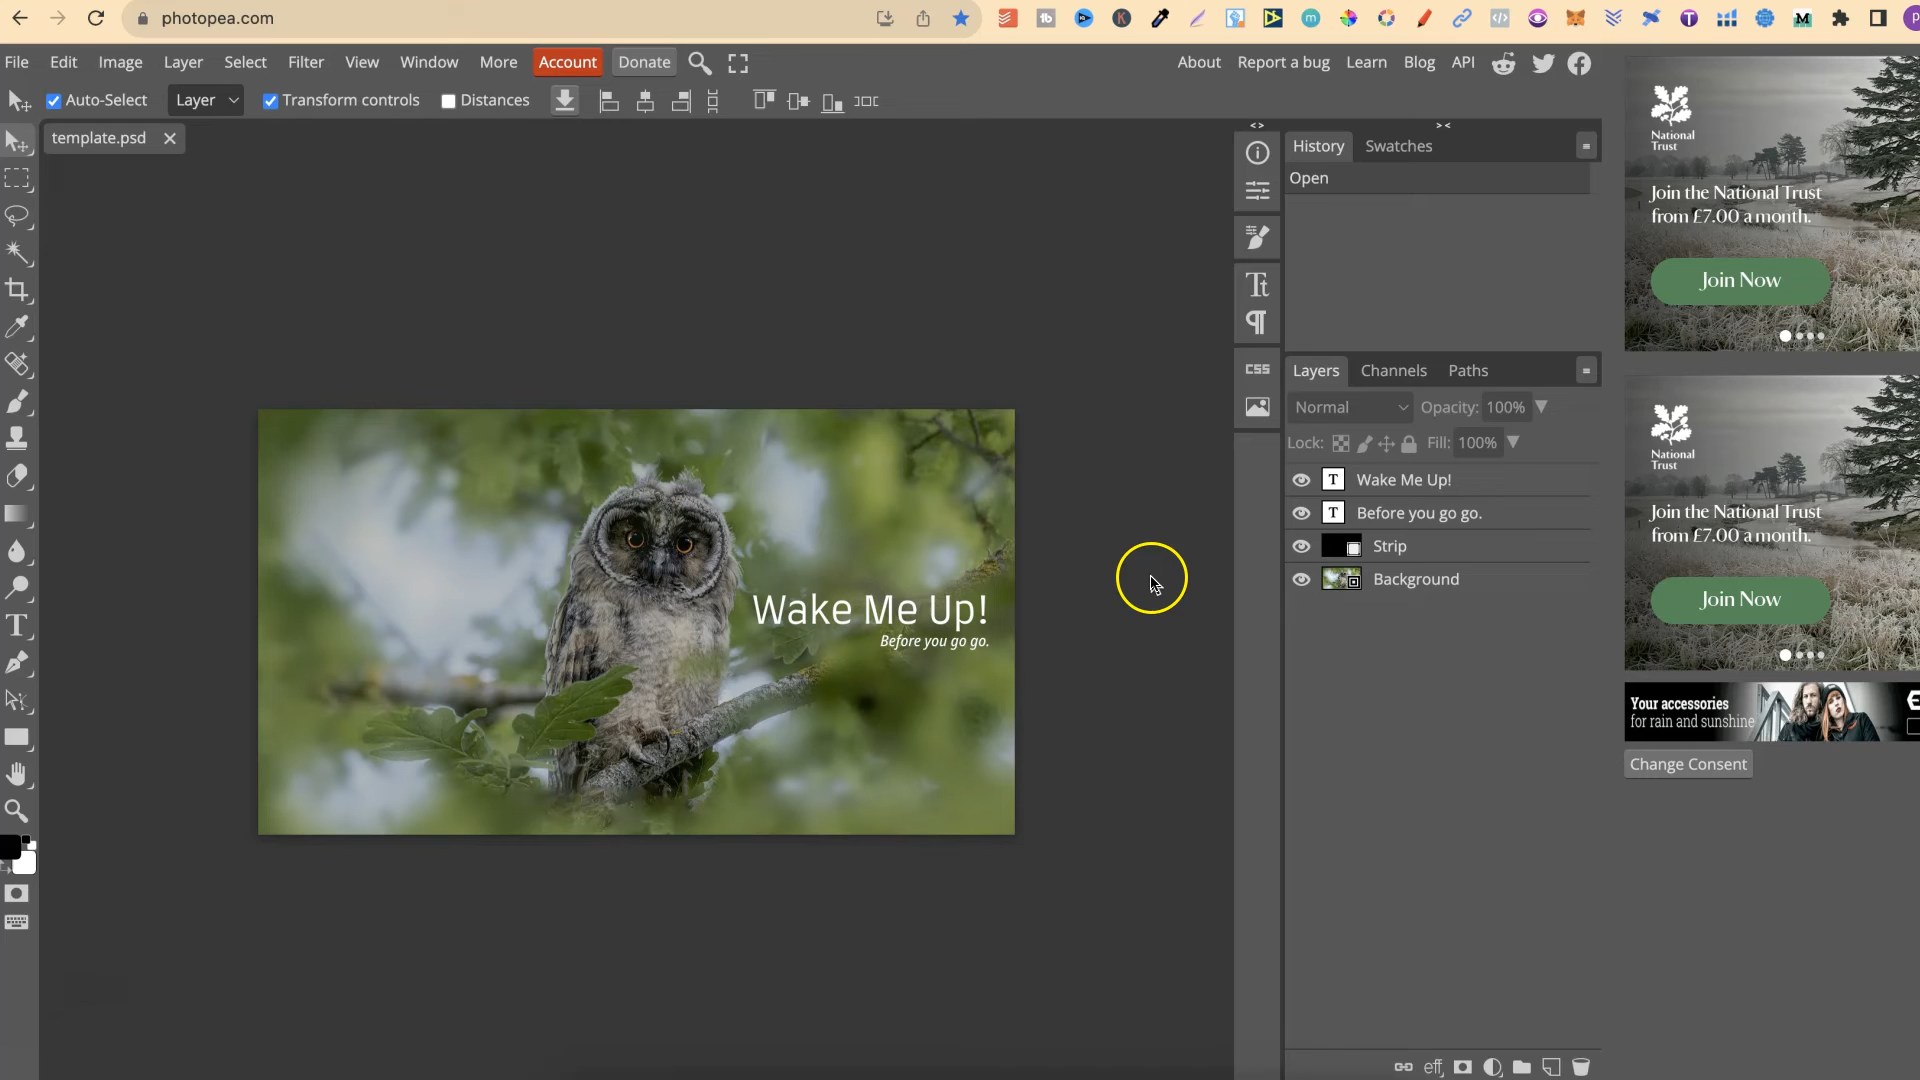 photopea.com
File Edit Image Layer Select Filter View Window More Account Donate
About Report a bug Learn Blog API
Auto-Select Layer Transform controls Distances
template.psd
Wake Me Up!
Before you go go.
History Swatches
Open
CSS
Layers Channels Paths
Normal Opacity: 100%
Lock: Fill: 100%
T Wake Me Up!
T Before you go go.
Strip
Background
eff
National
Trust
Join the National Trust
from £7.00 a month.
Join Now
National
Trust
Join the National Trust
from £7.00 a month.
Join Now
Your accessories
for rain and sunshine
Change Consent